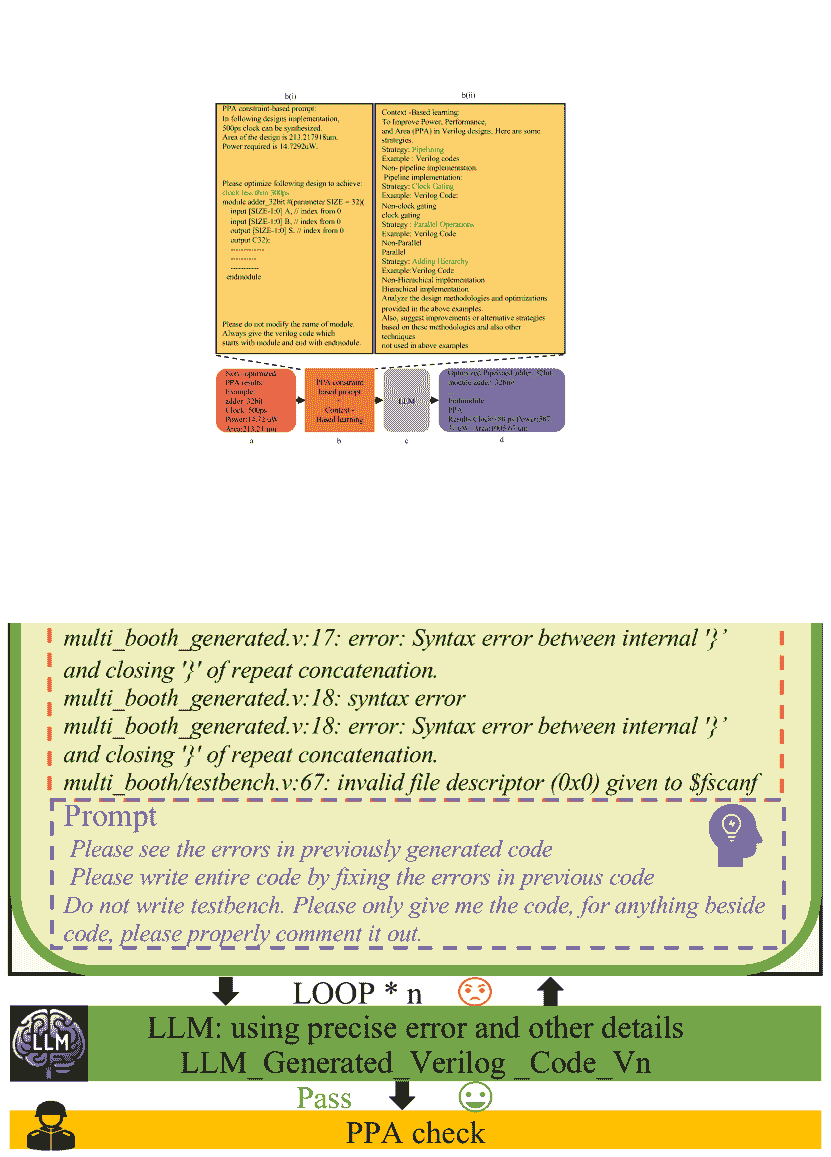 b(i)
b(ii)
PPA constraint-based prompt:
In following designs implementation,
500ps clock can be synthesized.
Area of the design is 213.217918um.
Power required is 14.7292uW.
Please optimize following design to achieve:
clock less than 500ps
module adder_32bit #(parameter SIZE = 32)(
input [SIZE-1:0] A, // index from 0
input [SIZE-1:0] B, // index from 0
output [SIZE-1:0] S, // index from 0
output C32);
-------------
----------
-----------
endmodule
Please do not modify the name of module.
Always give the verilog code which
starts with module and end with endmodule.
Context -Based learning:
To Improve Power, Performance,
and Area (PPA) in Verilog designs. Here are some
strategies.
Strategy: Pipelining
Example : Verilog codes
Non- pipeline implementation
Pipeline implementation:
Strategy: Clock Gating
Example: Verilog Code:
Non-clock gating
clock gating
Strategy : Parallel Operations
Example: Verilog Code
Non-Parallel
Parallel
Strategy: Adding Hierarchy
Example:Verilog Code
Non-Hierarchical implementation
Hierachical implementation
Analyze the design methodologies and optimizations
provided in the above examples.
Also, suggest improvements or alternative strategies
based on these methodologies and also other
techniques
not used in above examples
Non- optimized
PPA results
Example
adder_32bit
Clock 500ps
Power:14.72 uW
Area:213.21 um
PPA constraint
based prompt
+
Context -
Based learning
LLM
Optimized Pipelined adder_32bit
module adder_32bit
Endmodule
PPA
a
b
c
d
multi_booth_generated.v:17: error: Syntax error between internal '}’
and closing '}' of repeat concatenation.
multi_booth_generated.v:18: syntax error
multi_booth_generated.v:18: error: Syntax error between internal '}’
and closing '}' of repeat concatenation.
multi_booth/testbench.v:67: invalid file descriptor (0x0) given to $fscanf
Prompt
Please see the errors in previously generated code
Please write entire code by fixing the errors in previous code
Do not write testbench. Please only give me the code, for anything beside
code, please properly comment it out.
LOOP * n
LLM
LLM: using precise error and other details
LLM_Generated_Verilog _Code_Vn
Pass
PPA check